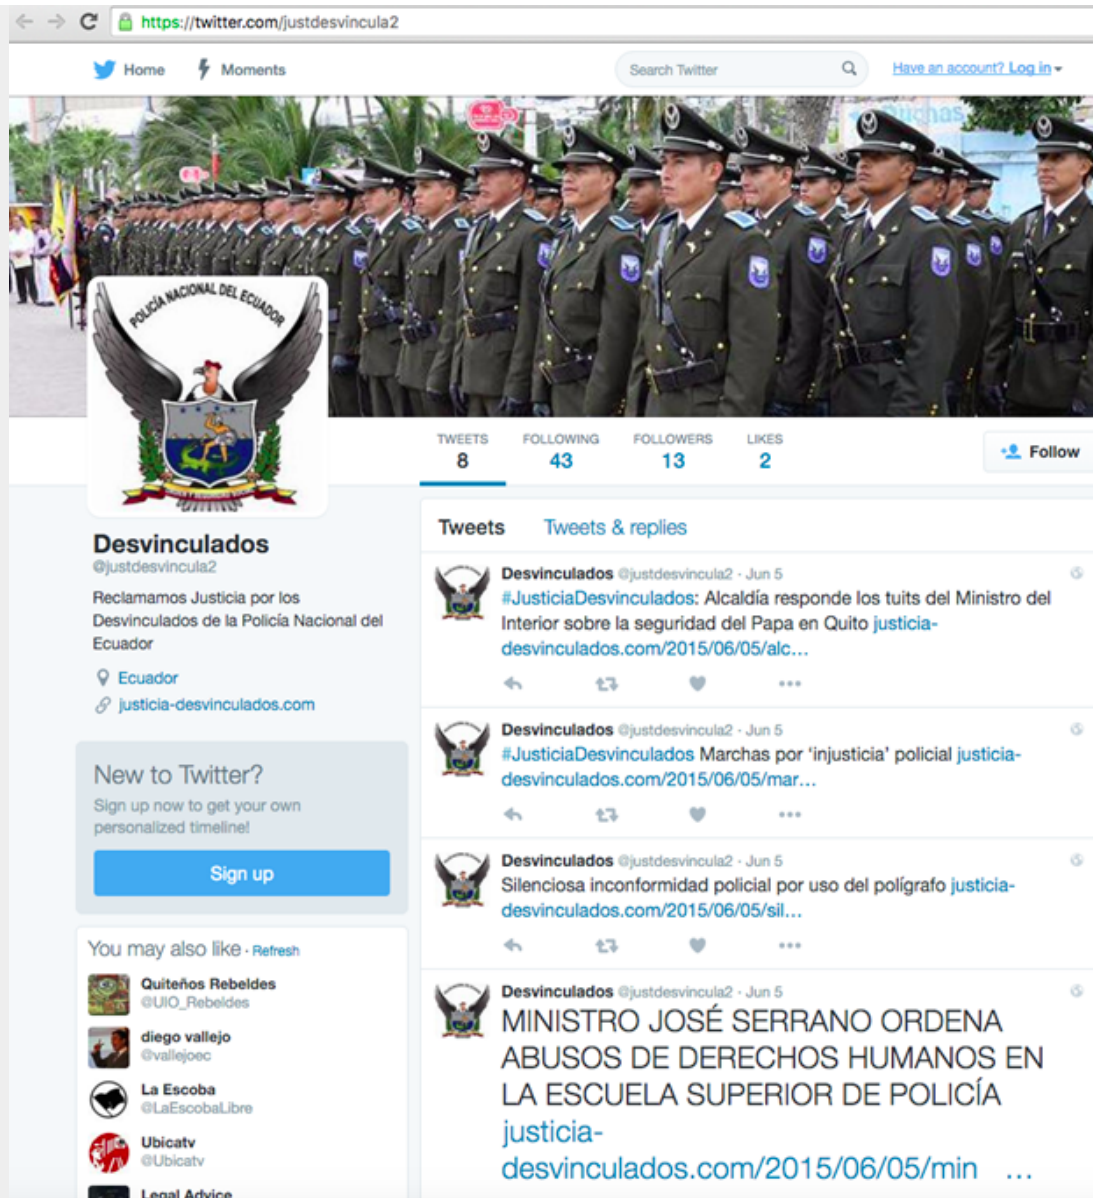 https://twitter.com/justdesvincula2
Home
Moments
Search Twitter
Have an account? Log in
POLICÍA NACIONAL DEL ECUADOR
TWEETS
8
FOLLOWING
43
FOLLOWERS
13
LIKES
2
Follow
Desvinculados
@justdesvincula2
Reclamamos Justicia por los
Desvinculados de la Policía Nacional del
Ecuador
Ecuador
justicia-desvinculados.com
New to Twitter?
Sign up now to get your own
personalized timeline!
Sign up
You may also like · Refresh
Quiteños Rebeldes
@UIO_Rebeldes
diego vallejo
@vallejoec
La Escoba
@LaEscobaLibre
Ubicatv
@Ubicatv
Legal Advice
Tweets
Tweets & replies
Desvinculados @justdesvincula2 · Jun 5
#JusticiaDesvinculados: Alcaldía responde los tuits del Ministro del
Interior sobre la seguridad del Papa en Quito justicia-
desvinculados.com/2015/06/05/alc…
Desvinculados @justdesvincula2 · Jun 5
#JusticiaDesvinculados Marchas por ‘injusticia’ policial justicia-
desvinculados.com/2015/06/05/mar…
Desvinculados @justdesvincula2 · Jun 5
Silenciosa inconformidad policial por uso del polígrafo justicia-
desvinculados.com/2015/06/05/sil…
Desvinculados @justdesvincula2 · Jun 5
MINISTRO JOSÉ SERRANO ORDENA
ABUSOS DE DERECHOS HUMANOS EN
LA ESCUELA SUPERIOR DE POLICÍA
justicia-
desvinculados.com/2015/06/05/min …